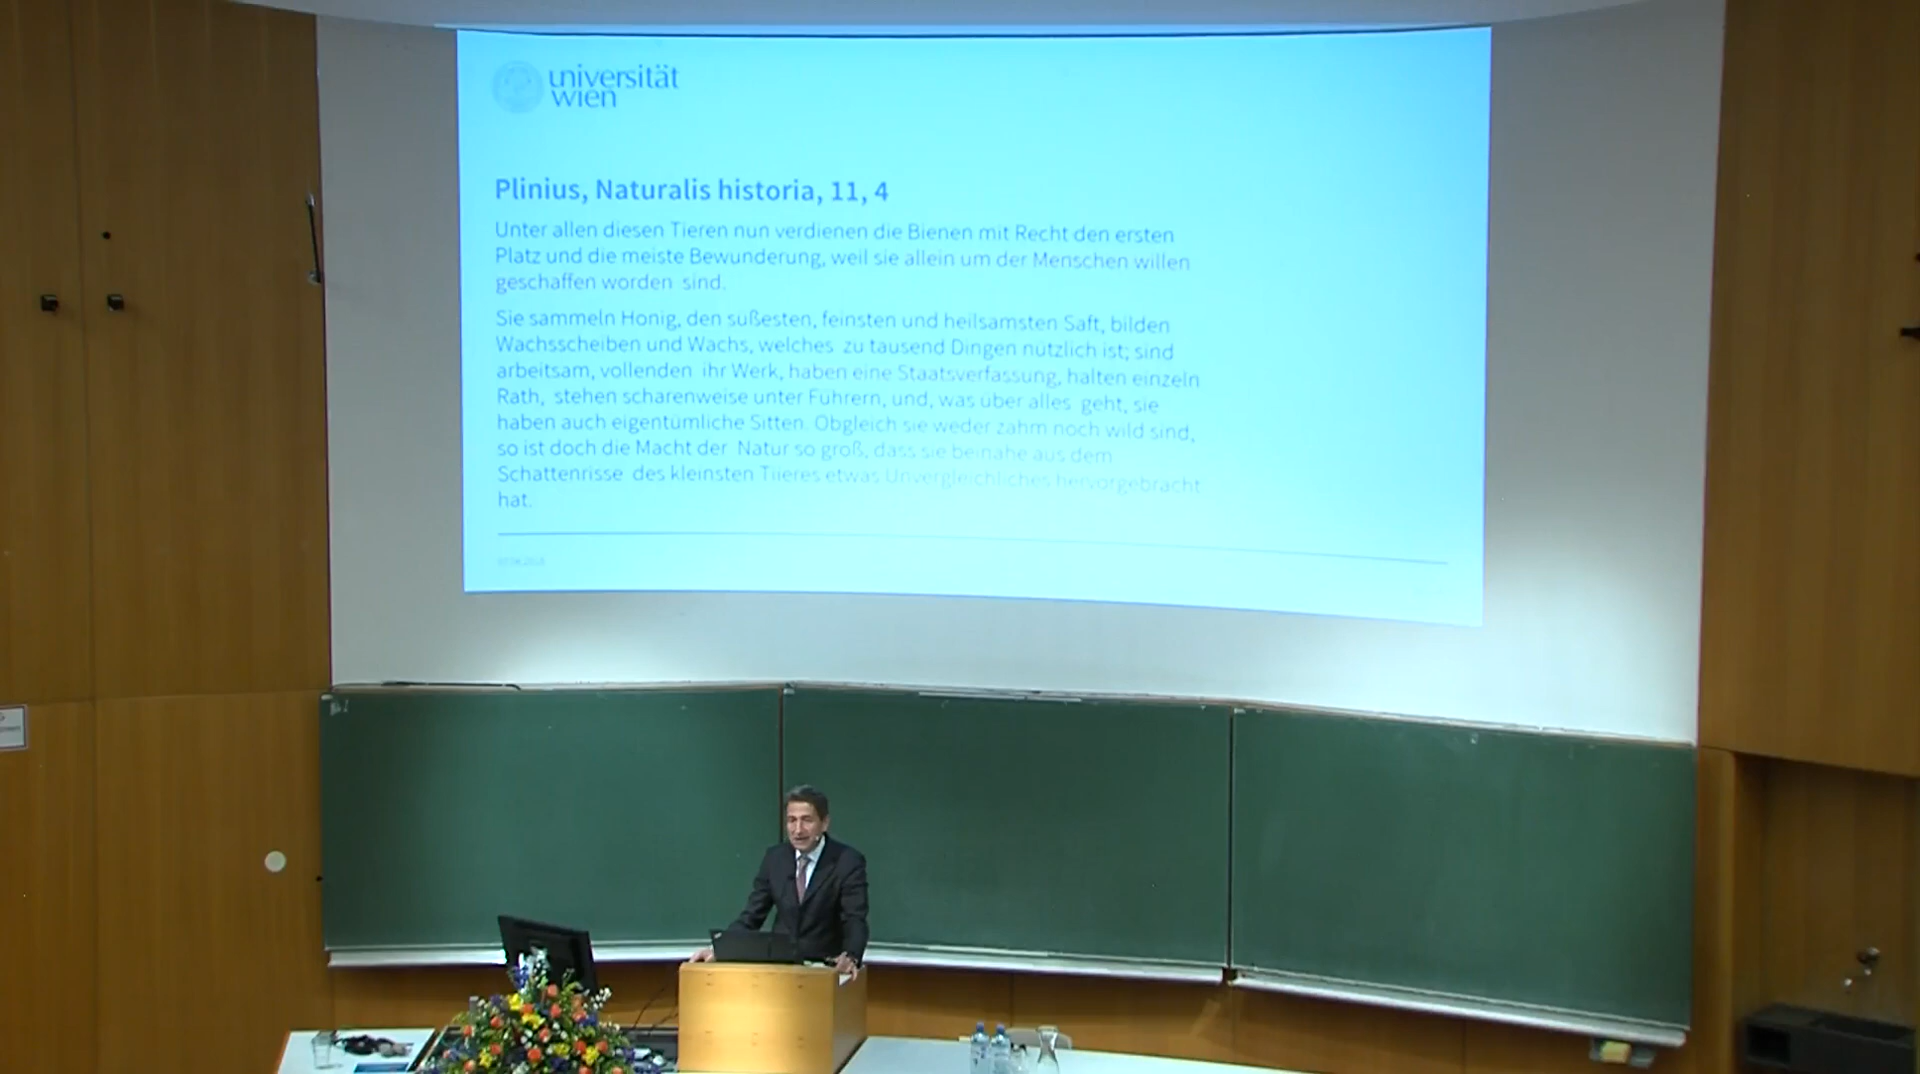 universität
wien
Plinius, Naturalis historia, 11, 4
Unter allen diesen Tieren nun verdienen die Bienen mit Recht den ersten
Platz und die meiste Bewunderung, weil sie allein um der Menschen willen
geschaffen worden sind.
Sie sammeln Honig, den süßesten, feinsten und heilsamsten Saft, bilden
Wachsscheiben und Wachs, welches zu tausend Dingen nützlich ist; sind
arbeitsam, vollenden ihr Werk, haben eine Staatsverfassung, halten einzeln
Rath, stehen scharenweise unter Führern, und, was über alles geht, sie
haben auch eigentümliche Sitten. Obgleich sie weder zahm noch wild sind,
so ist doch die Macht der Natur so groß, dass sie beinahe aus dem
Schattenrisse des kleinsten Tiieres etwas Unvergleichliches hervorgebracht
hat.